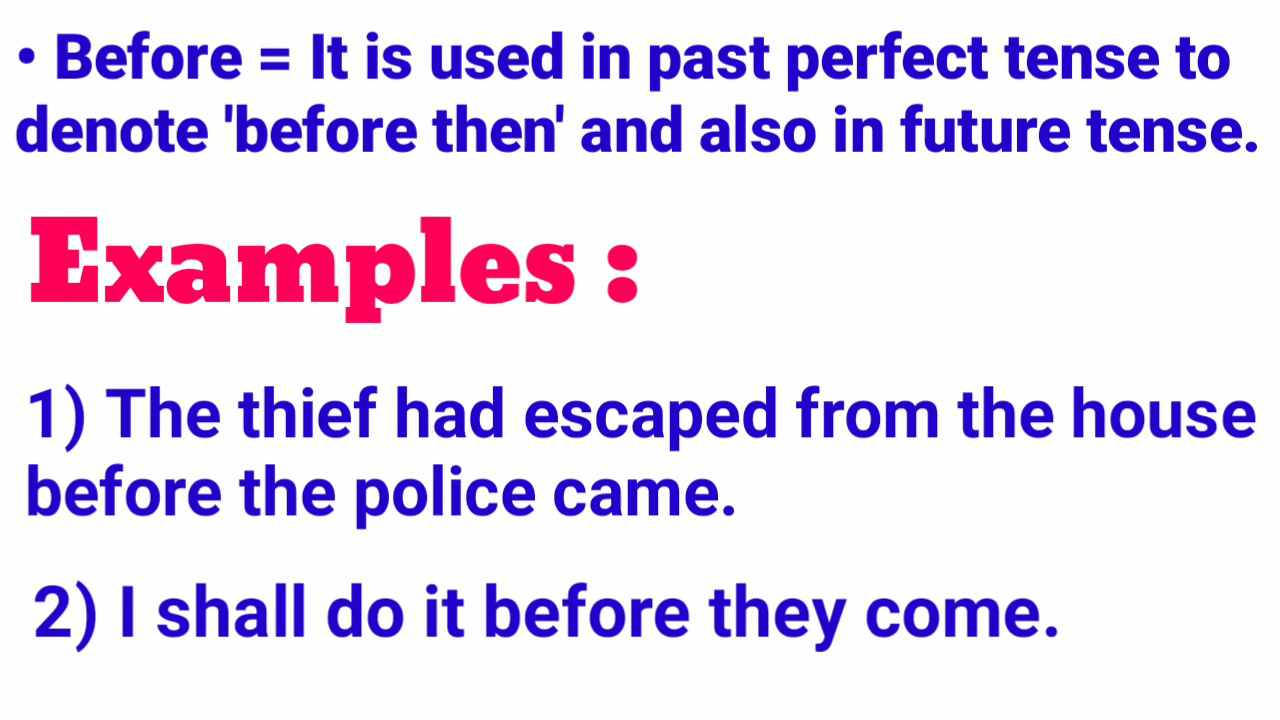 • Before = It is used in past perfect tense to
denote 'before then' and also in future tense.
Examples :
1) The thief had escaped from the house
before the police came.
2) I shall do it before they come.